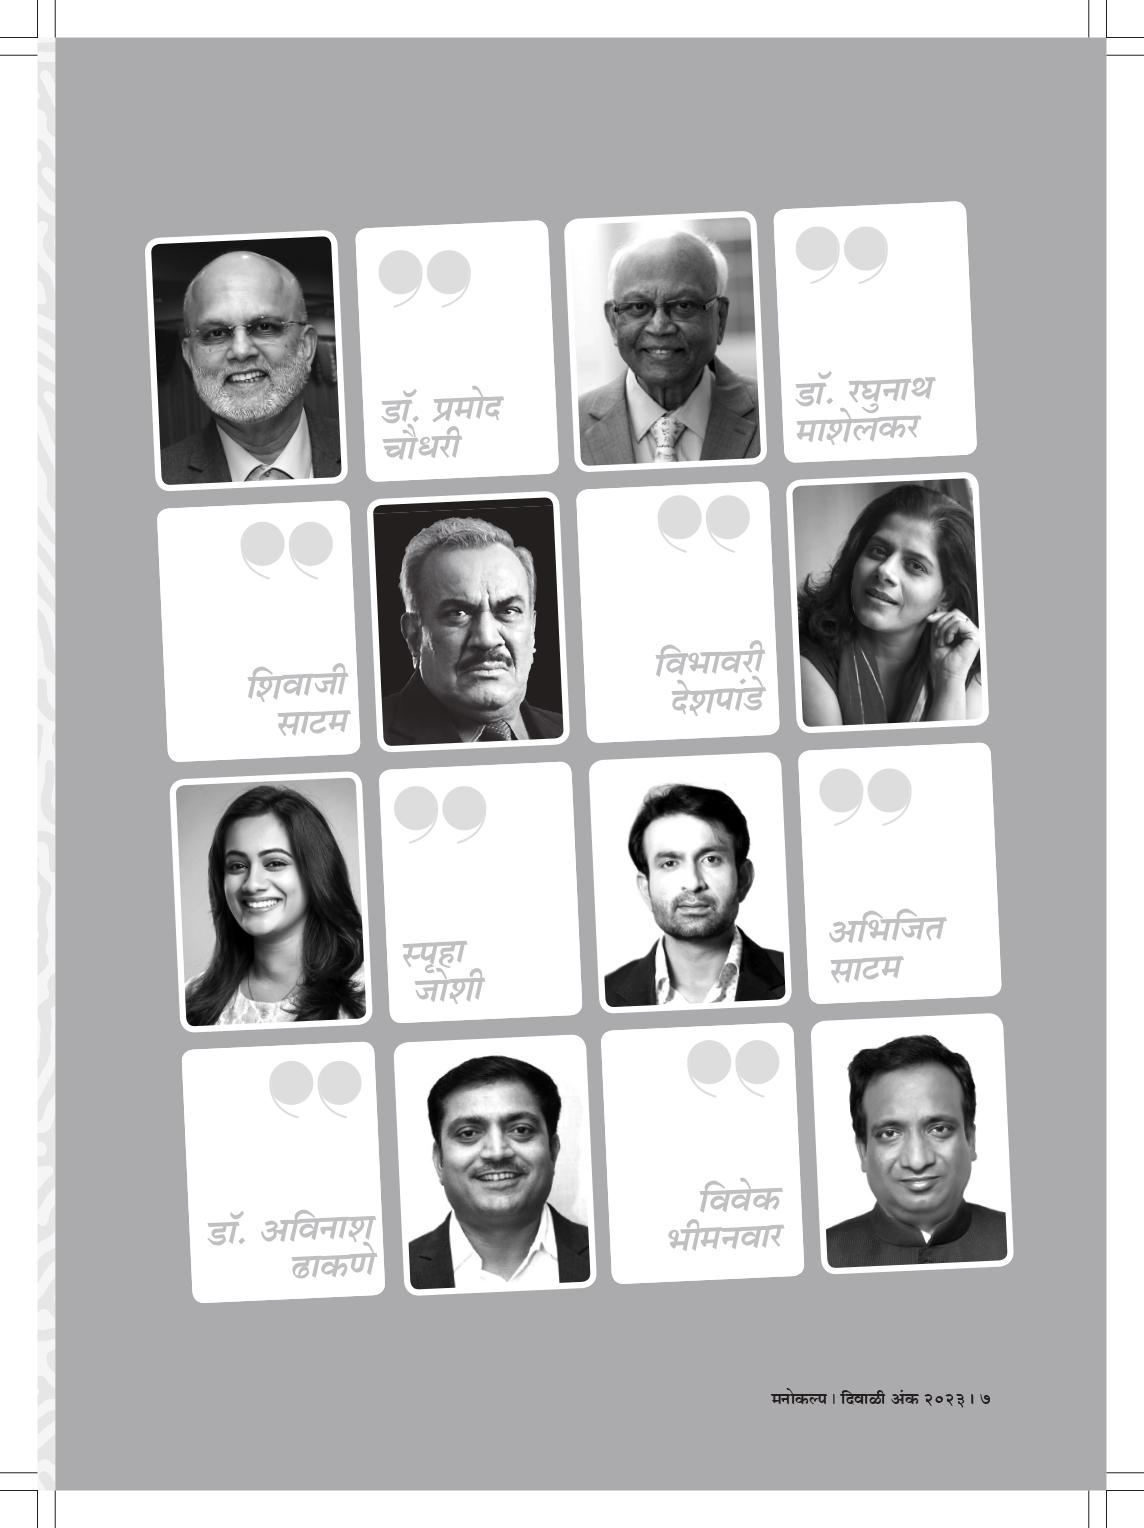 डॉ. प्रमोद
चौधरी
डॉ. रघुनाथ
माशेलकर
शिवाजी
साटम
विभावरी
देशपांडे
स्पृहा
जोशी
अभिजित
साटम
डॉ. अविनाश
ढाकणे
विवेक
भीमनवार
मनोकल्प । दिवाळी अंक २०२३ । ७